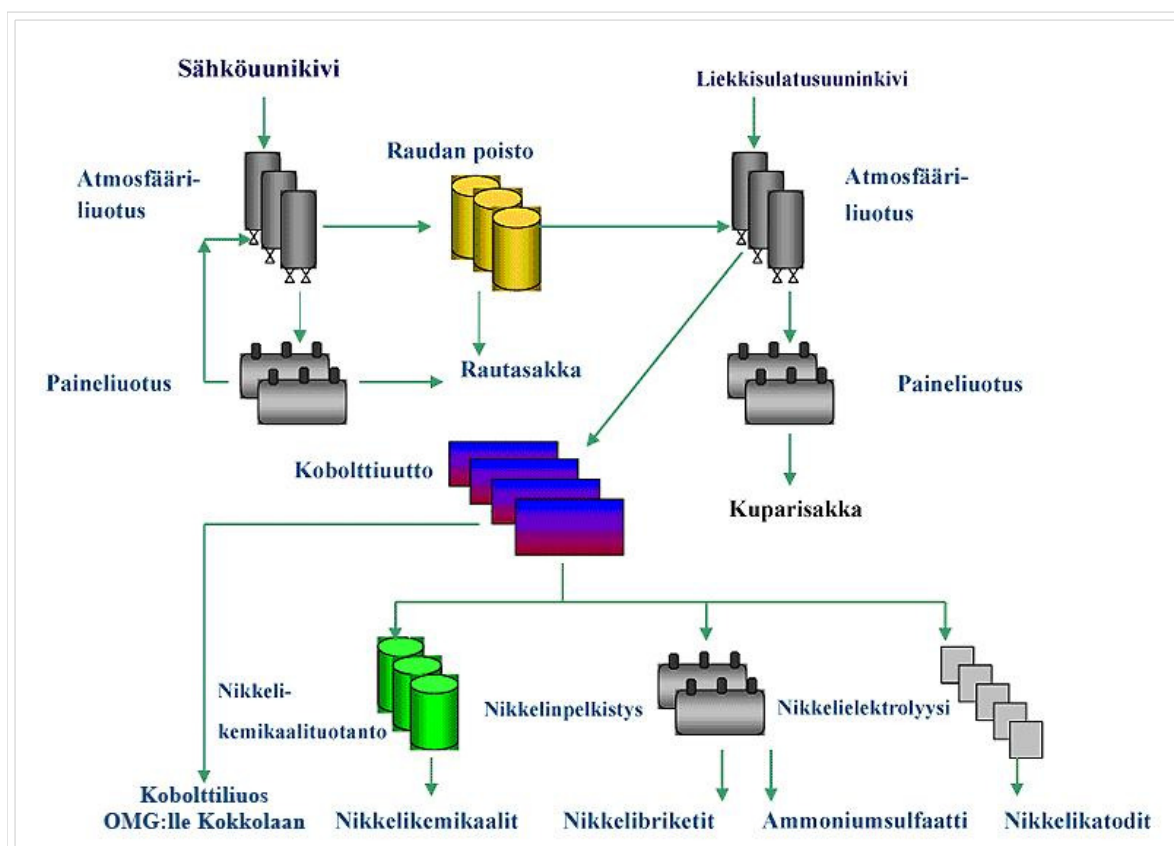 Sähköuunikivi
Liekkisulatusuuninkivi
Raudan poisto
Atmosfääri-
liuotus
Atmosfääri-
liuotus
Paineliuotus
Rautasakka
Paineliuotus
Kobolttiuutto
Kuparisakka
Nikkeli-
kemikaalituotanto
Nikkelinpelkistys
Nikkelielektrolyysi
Kobolttiliuos
OMG:lle Kokkolaan
Nikkelikemikaalit
Nikkelibriketit
Ammoniumsulfaatti
Nikkelikatodit